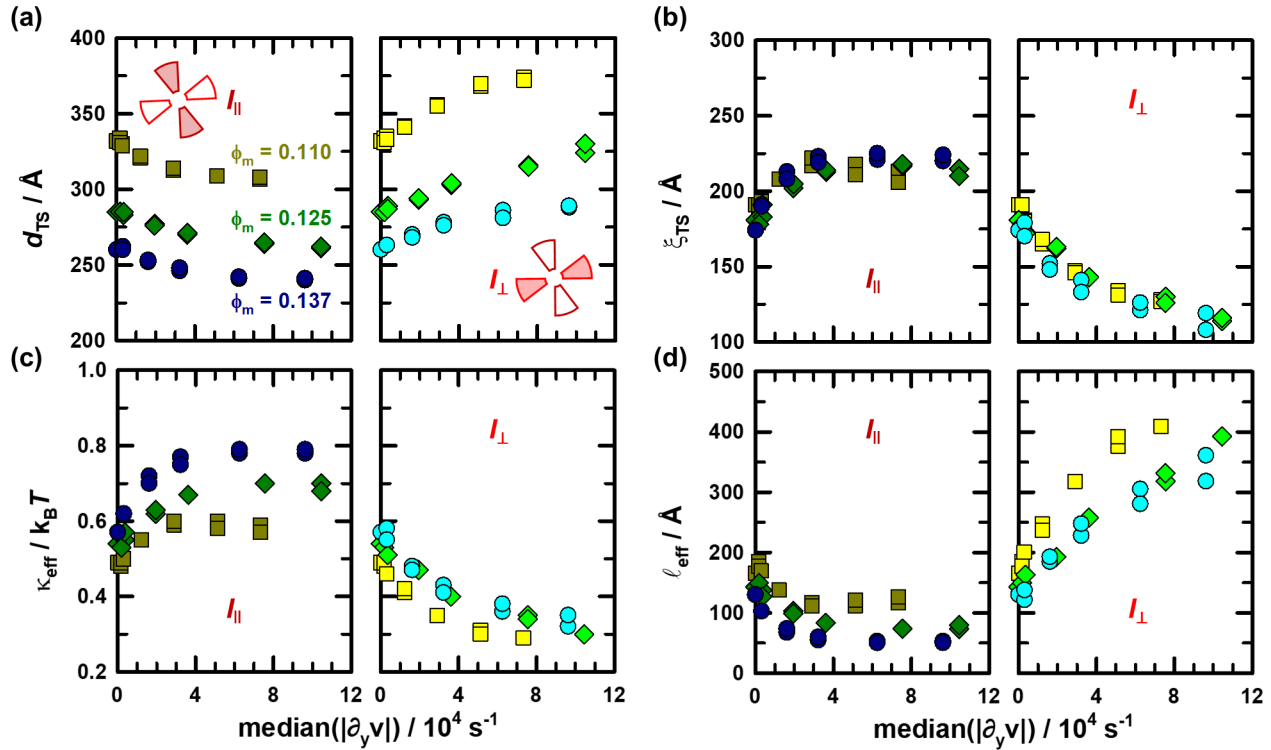 (a)
d_TS / Å
400
350
300
250
200
I_||
ϕ_m = 0.110
ϕ_m = 0.125
ϕ_m = 0.137
I_⊥
(b)
ξ_TS / Å
300
250
200
150
100
I_||
I_⊥
(c)
κ_eff / k_B T
1.0
0.8
0.6
0.4
0.2
I_||
I_⊥
0 4 8 12 0 4 8 12
median(|∂_y v|) / 10^4 s^-1
(d)
ℓ_eff / Å
500
400
300
200
100
0
I_||
I_⊥
0 4 8 12 0 4 8 12
median(|∂_y v|) / 10^4 s^-1